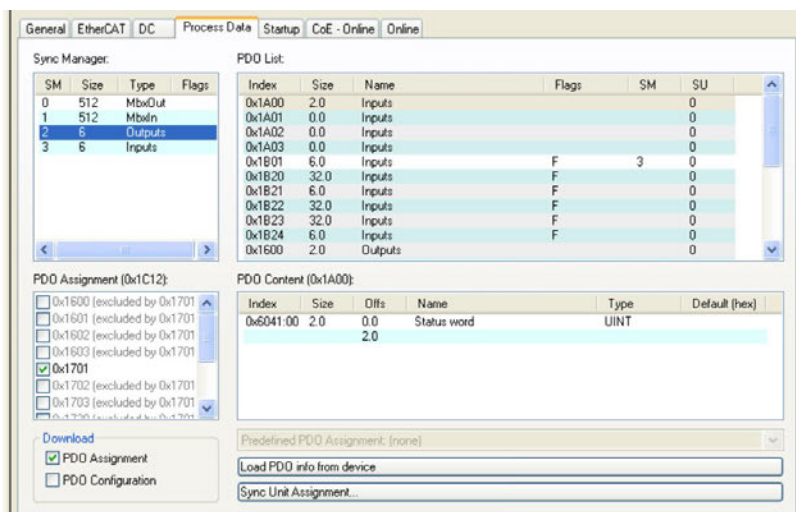 General EtherCAT DC Process Data Startup CoE - Online Online
Sync Manager:
SM Size Type Flags
0 512 MbxOut
1 512 MbxIn
2 6 Outputs
3 6 Inputs
PDO List:
Index Size Name Flags SM SU
0x1A00 2.0 Inputs 0
0x1A01 0.0 Inputs 0
0x1A02 0.0 Inputs 0
0x1A03 0.0 Inputs 0
0x1B01 6.0 Inputs F 3 0
0x1B20 32.0 Inputs F 0
0x1B21 6.0 Inputs F 0
0x1B22 32.0 Inputs F 0
0x1B23 32.0 Inputs F 0
0x1B24 6.0 Inputs F 0
0x1600 2.0 Outputs 0
PDO Assignment (0x1C12):
0x1600 (excluded by 0x1701
0x1601 (excluded by 0x1701
0x1602 (excluded by 0x1701
0x1603 (excluded by 0x1701
0x1701
0x1702 (excluded by 0x1701
0x1703 (excluded by 0x1701
PDO Content (0x1A00):
Index Size Offs Name Type Default (hex)
0x6041:00 2.0 0.0 Status word UINT
2.0
Download
PDO Assignment
PDO Configuration
Predefined PDO Assignment: (none)
Load PDO info from device
Sync Unit Assignment...